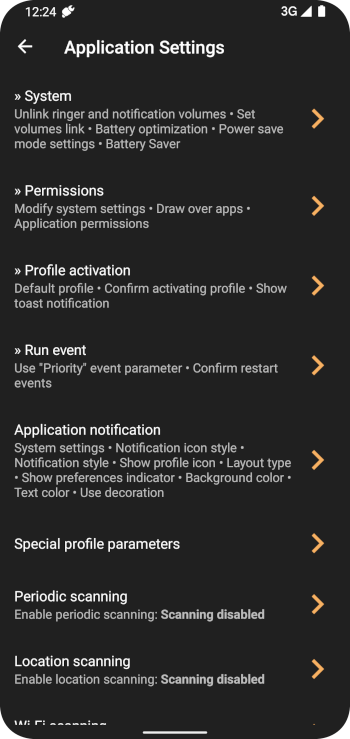 12:24 3G
Application Settings
» System
Unlink ringer and notification volumes • Set
volumes link • Battery optimization • Power save
mode settings • Battery Saver
» Permissions
Modify system settings • Draw over apps •
Application permissions
» Profile activation
Default profile • Confirm activating profile • Show
toast notification
» Run event
Use "Priority" event parameter • Confirm restart
events
Application notification
System settings • Notification icon style •
Notification style • Show profile icon • Layout type
• Show preferences indicator • Background color •
Text color • Use decoration
Special profile parameters
Periodic scanning
Enable periodic scanning: Scanning disabled
Location scanning
Enable location scanning: Scanning disabled
Wi-Fi scanning